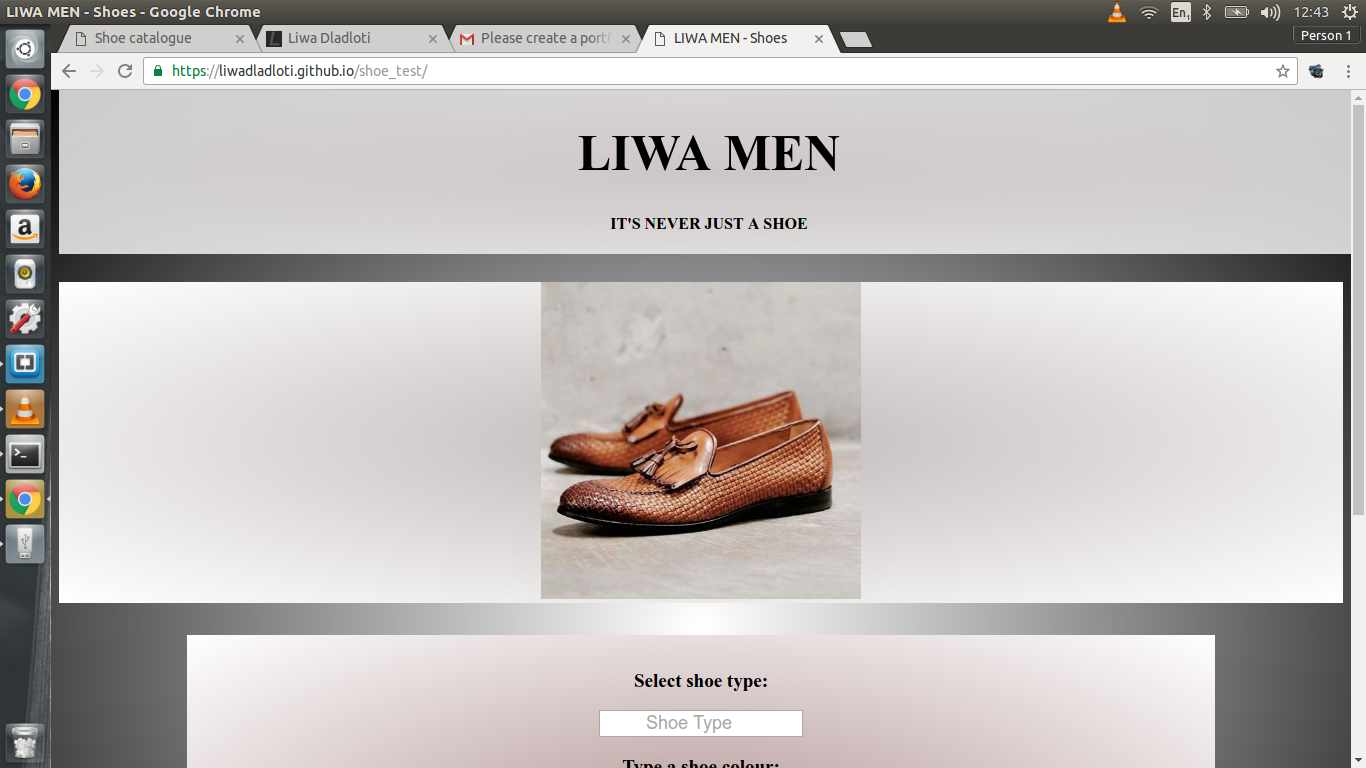 LIWA MEN - Shoes - Google Chrome
En1
12:43
Shoe catalogue
Liwa Dladloti
Please create a portf
LIWA MEN - Shoes
Person 1
https://liwadladloti.github.io/shoe_test/
LIWA MEN
IT'S NEVER JUST A SHOE
Select shoe type:
Shoe Type
Type a shoe colour: